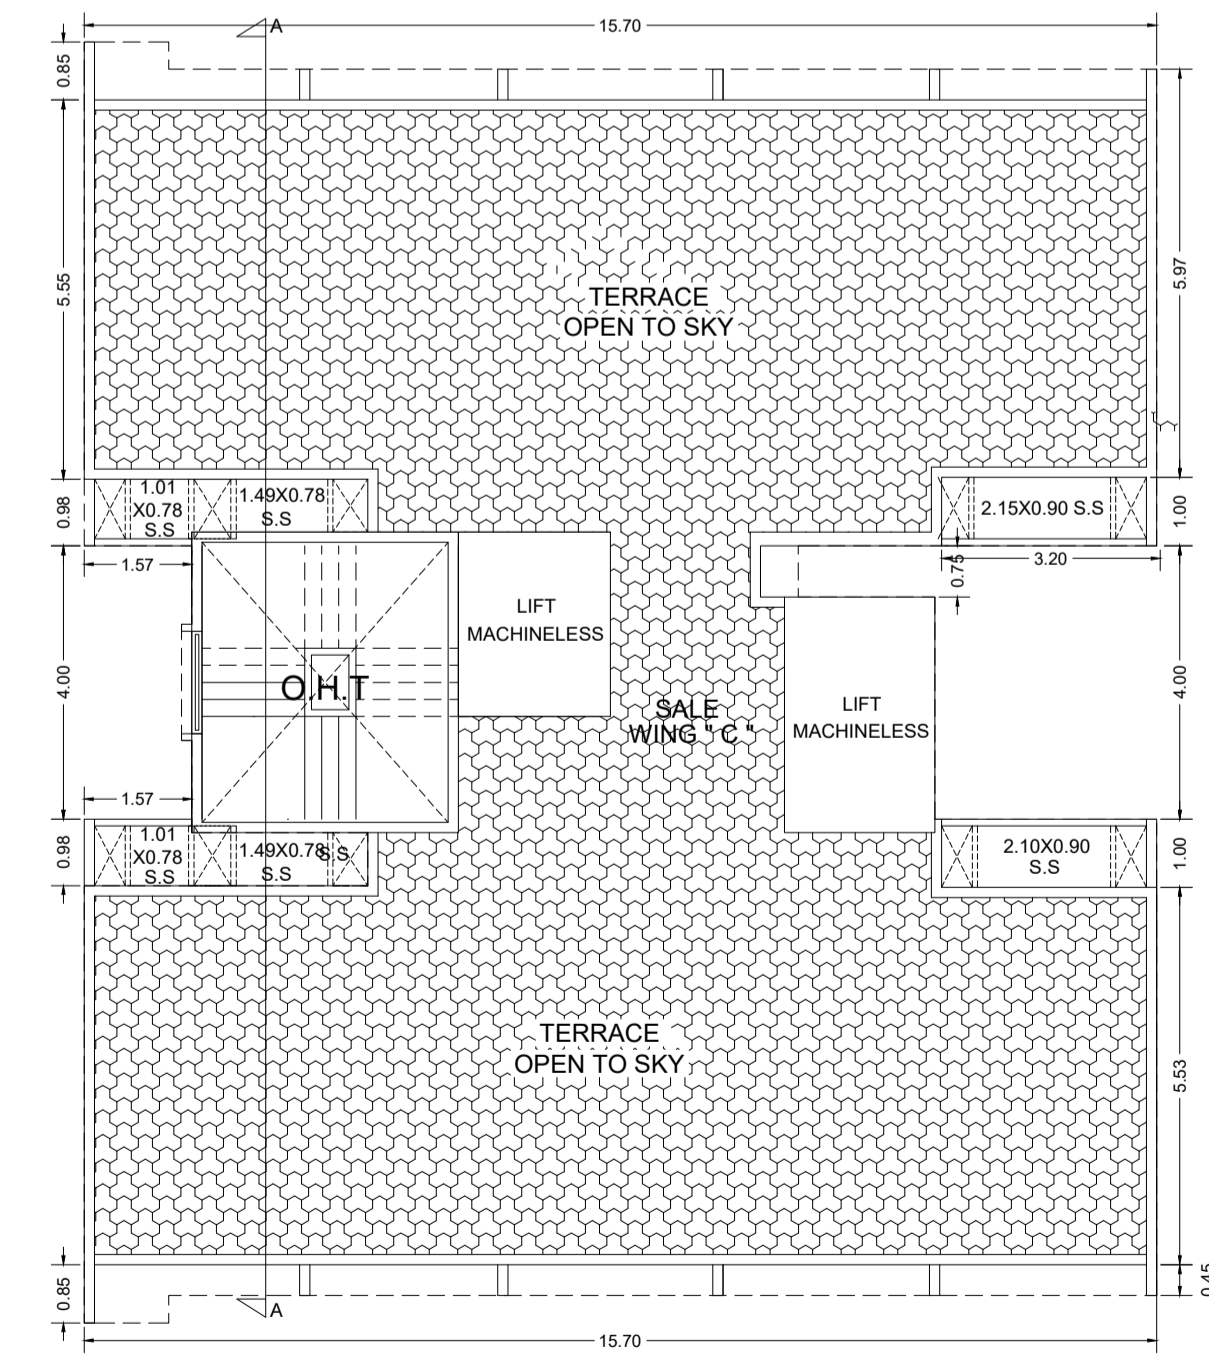 A
15.70
0.85
5.55
5.97
TERRACE
OPEN TO SKY
0.98
1.01
X0.78
S.S
1.49X0.78
S.S
2.15X0.90 S.S
1.00
1.57
3.20
0.75
LIFT
MACHINELESS
4.00
O.H.T
SALE
WING " C "
LIFT
MACHINELESS
4.00
1.57
0.98
1.01
X0.78
S.S
1.49X0.78
S.S
S.S
2.10X0.90
S.S
1.00
TERRACE
OPEN TO SKY
5.53
0.85
0.45
A
15.70